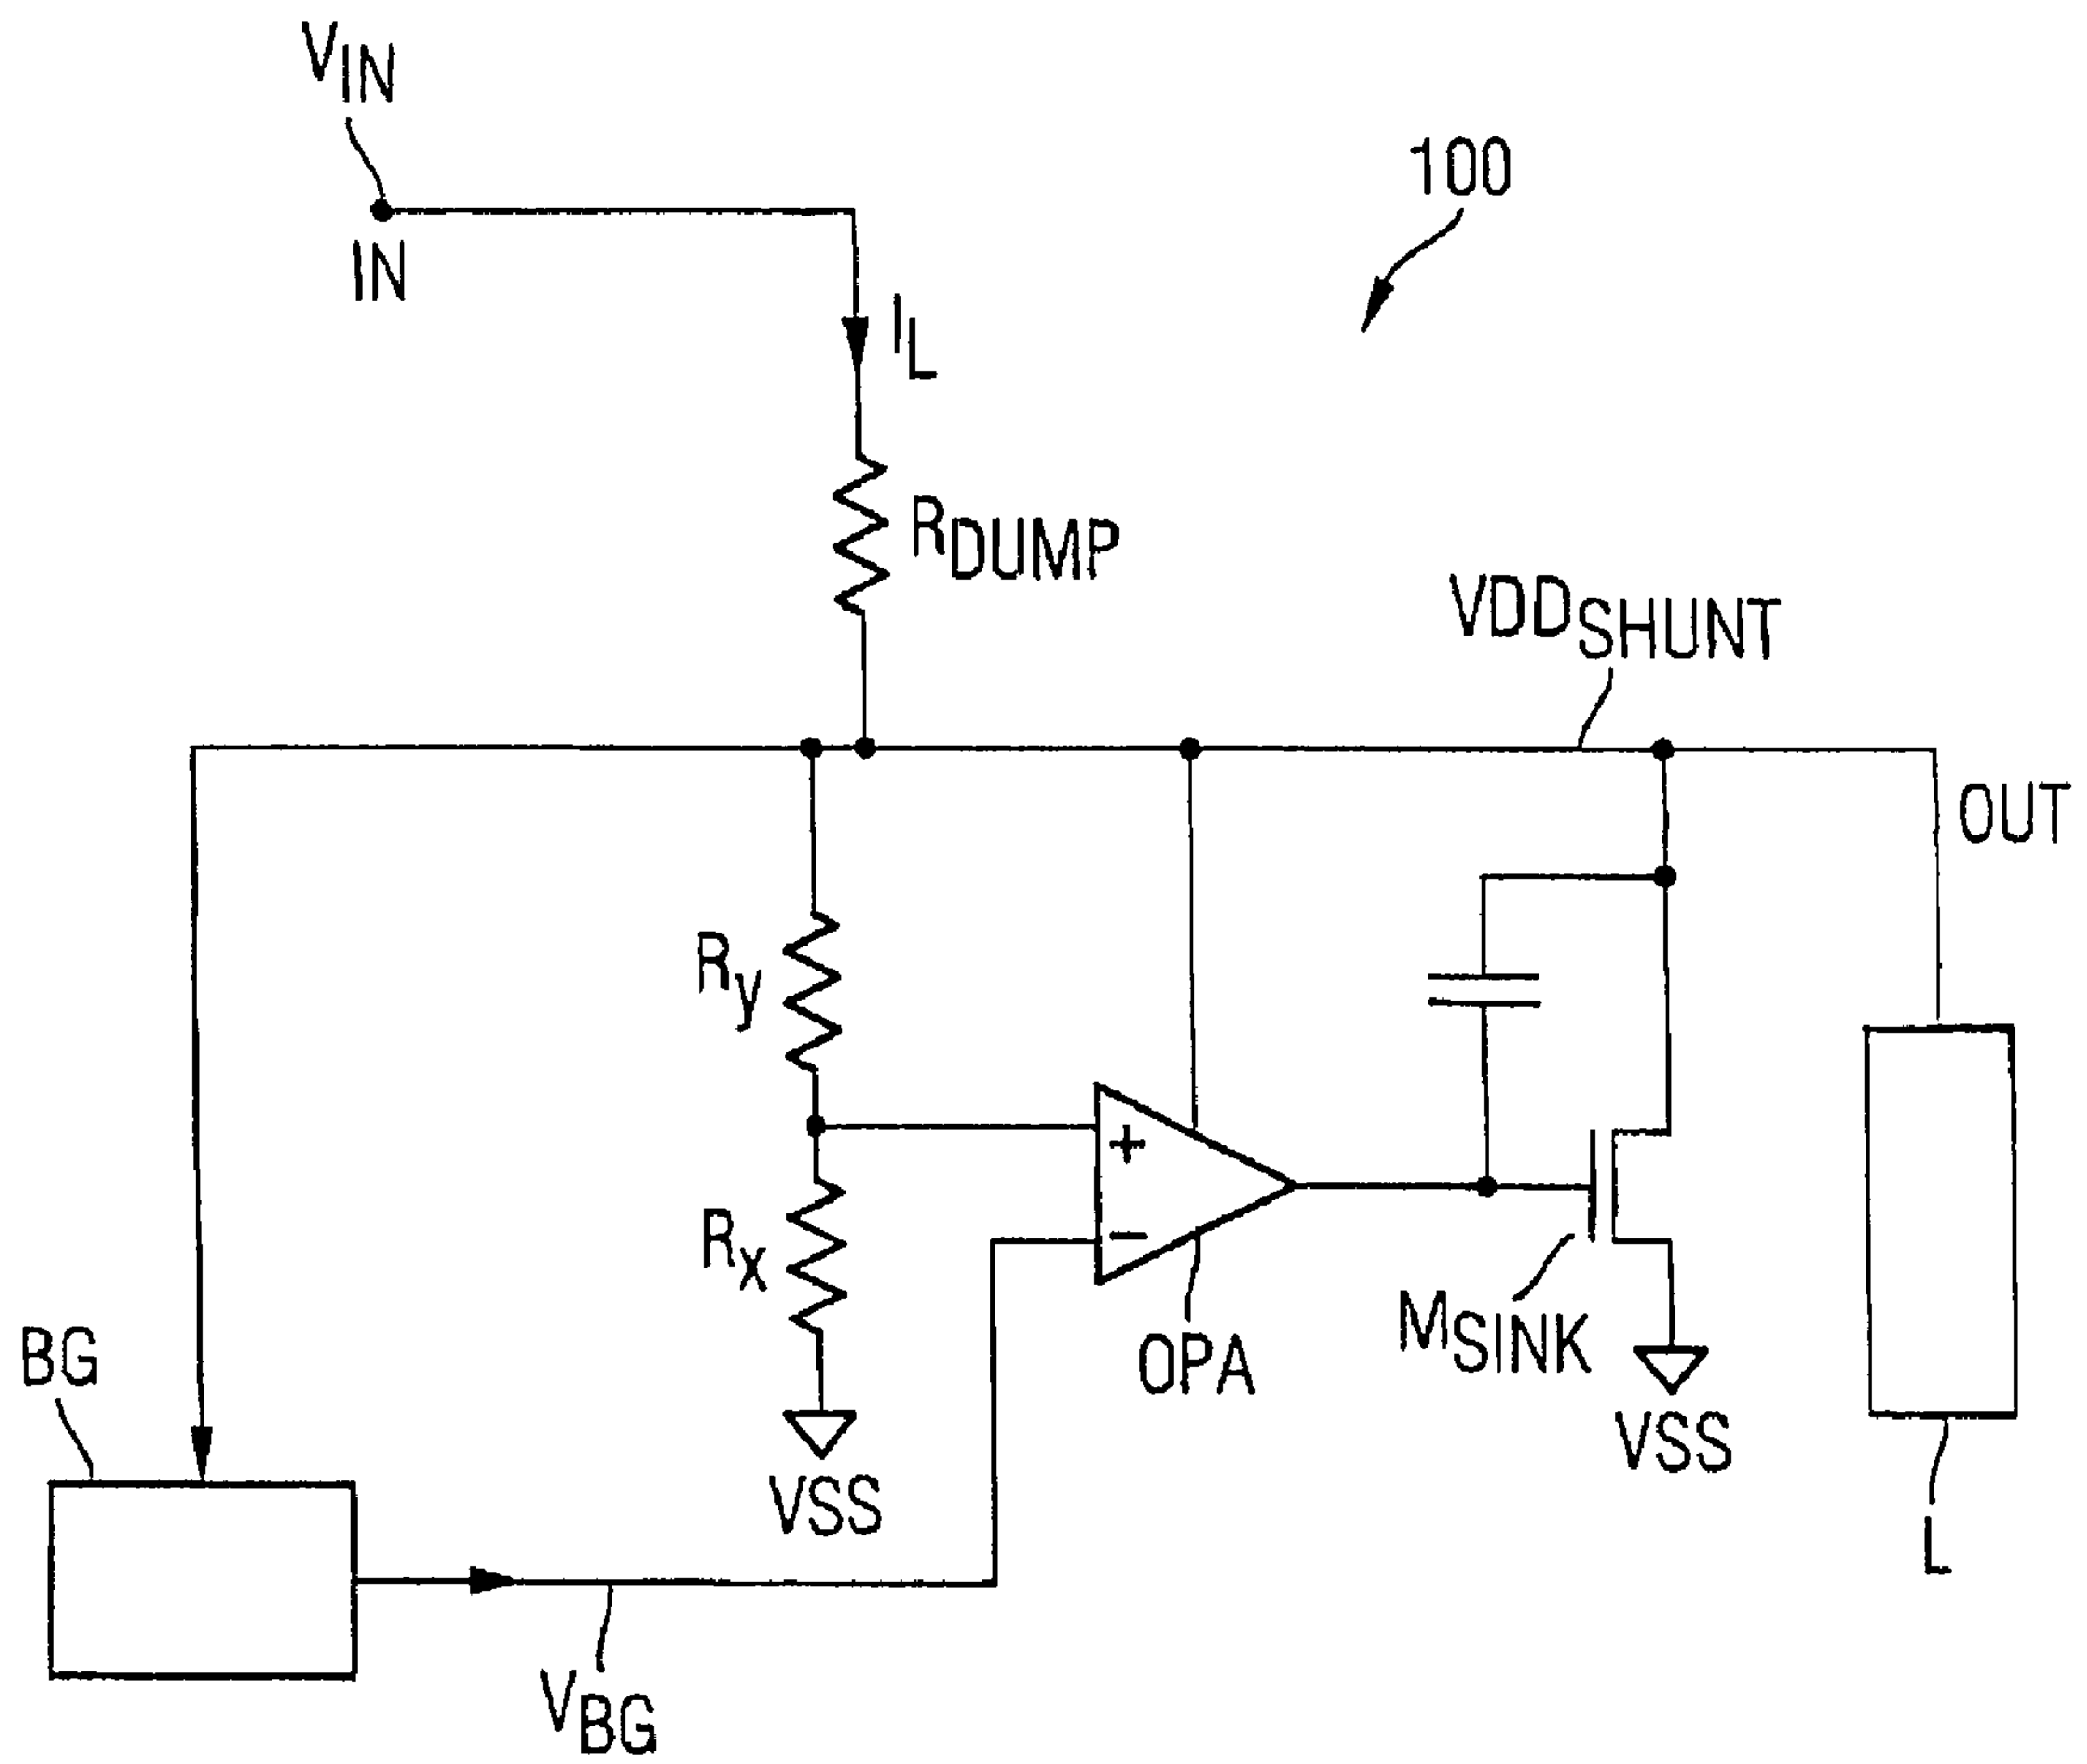 VIN
IN
100
IL
RDUMP
VDDSHUNT
OUT
Ry
+
Rx
−
OPA
MSINK
BG
VSS
VSS
L
VBG